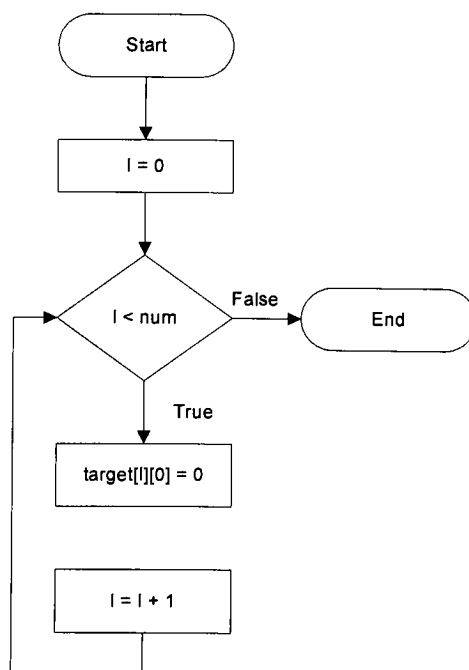 Start
I = 0
I < num
False
End
True
target[I][0] = 0
I = I + 1